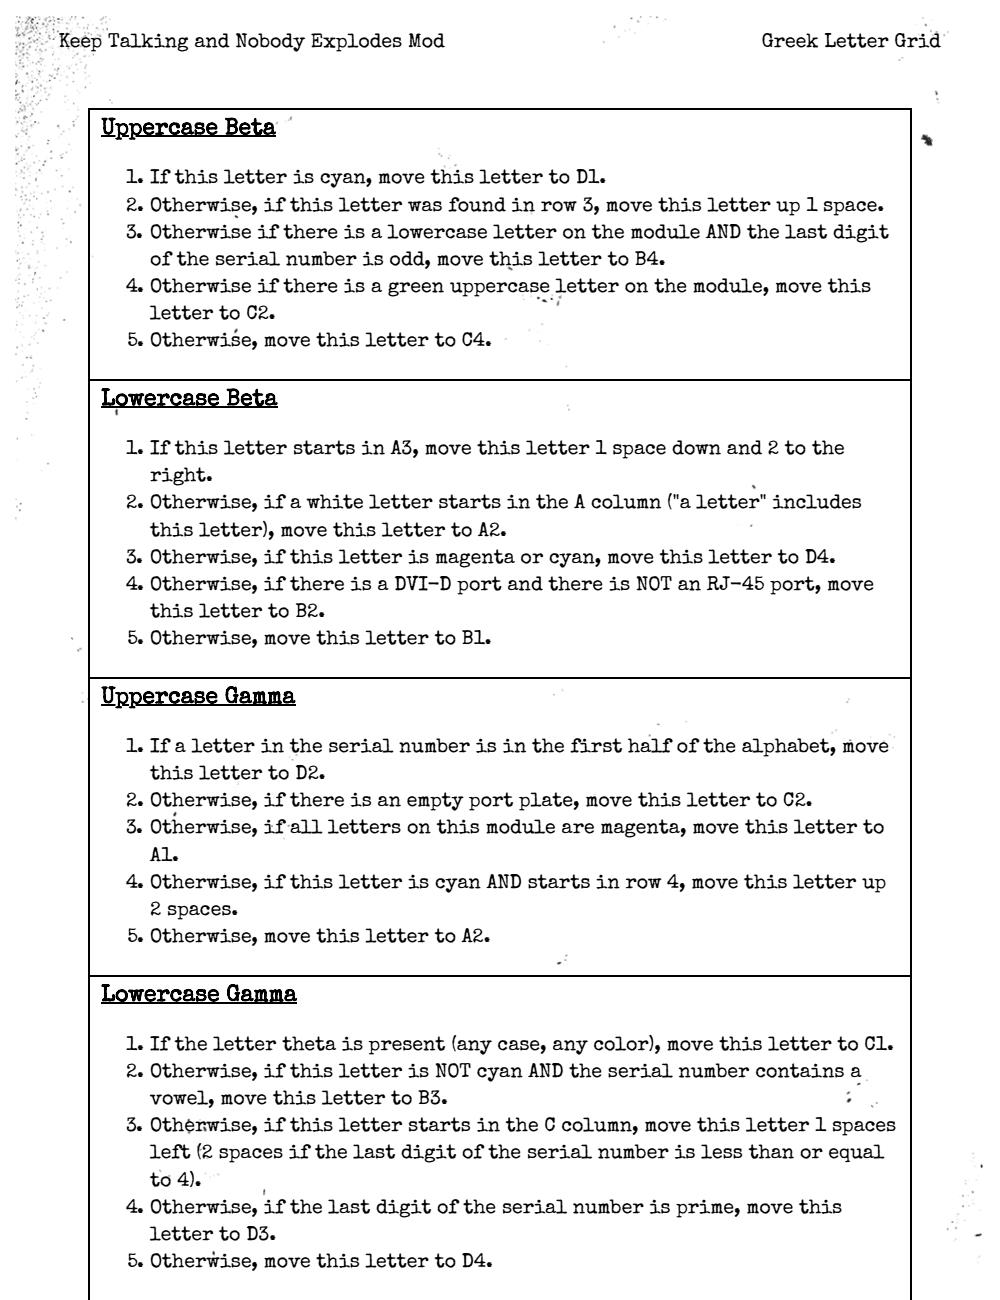 Keep Talking and Nobody Explodes Mod Greek Letter Grid
Uppercase Beta
1. If this letter is cyan, move this letter to D1.
2. Otherwise, if this letter was found in row 3, move this letter up 1 space.
3. Otherwise if there is a lowercase letter on the module AND the last digit
of the serial number is odd, move this letter to B4.
4. Otherwise if there is a green uppercase letter on the module, move this
letter to C2.
5. Otherwise, move this letter to C4.
Lowercase Beta
1. If this letter starts in A3, move this letter 1 space down and 2 to the
right.
2. Otherwise, if a white letter starts in the A column ("a letter" includes
this letter), move this letter to A2.
3. Otherwise, if this letter is magenta or cyan, move this letter to D4.
4. Otherwise, if there is a DVI-D port and there is NOT an RJ-45 port, move
this letter to B2.
5. Otherwise, move this letter to B1.
Uppercase Gamma
1. If a letter in the serial number is in the first half of the alphabet, move
this letter to D2.
2. Otherwise, if there is an empty port plate, move this letter to C2.
3. Otherwise, if all letters on this module are magenta, move this letter to
A1.
4. Otherwise, if this letter is cyan AND starts in row 4, move this letter up
2 spaces.
5. Otherwise, move this letter to A2.
Lowercase Gamma
1. If the letter theta is present (any case, any color), move this letter to C1.
2. Otherwise, if this letter is NOT cyan AND the serial number contains a
vowel, move this letter to B3.
3. Otherwise, if this letter starts in the C column, move this letter 1 spaces
left (2 spaces if the last digit of the serial number is less than or equal
to 4).
4. Otherwise, if the last digit of the serial number is prime, move this
letter to D3.
5. Otherwise, move this letter to D4.